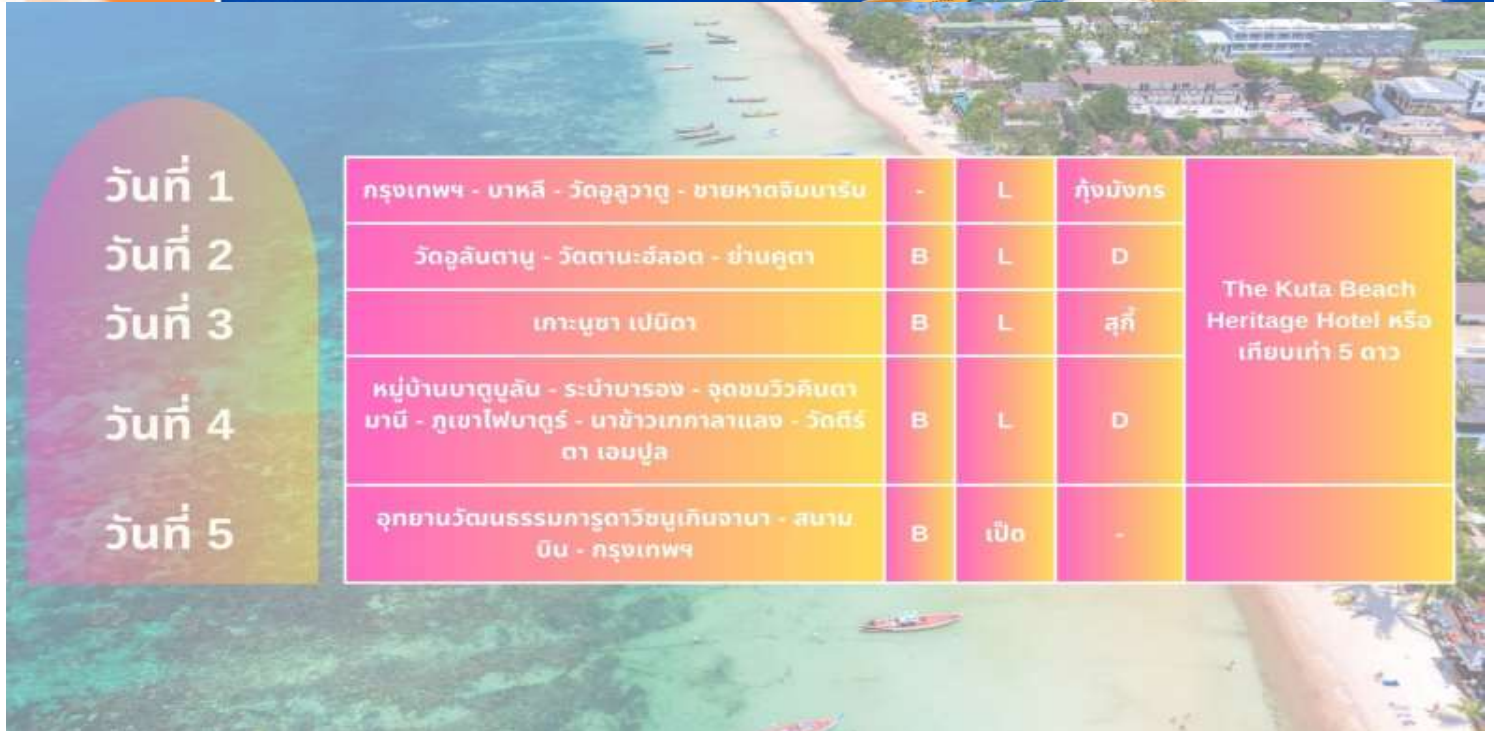 วันที่ 1
กรุงเทพฯ - บาหลี - วัดอูลูวาตู - ชายหาดจิมบารัน
-
L
กุ้งมังกร
วันที่ 2
วัดอูลันดานู - วัดตานะฮ์ลอต - ย่านคูตา
B
L
D
The Kuta Beach
Heritage Hotel หรือ
เทียบเท่า 5 ดาว
วันที่ 3
เกาะนูซา เปนิดา
B
L
สุกี้
วันที่ 4
หมู่บ้านบาตูบูลัน - ระบำบารอง - จุดชมวิวคินตา
มานี - ภูเขาไฟบาตูร์ - นาข้าวเทกาลาแลง - วัดตีร์
ตา เอมปูล
B
L
D
วันที่ 5
อุทยานวัฒนธรรมการูดาวิษณุเกินจานา - สนาม
บิน - กรุงเทพฯ
B
เป็ด
-